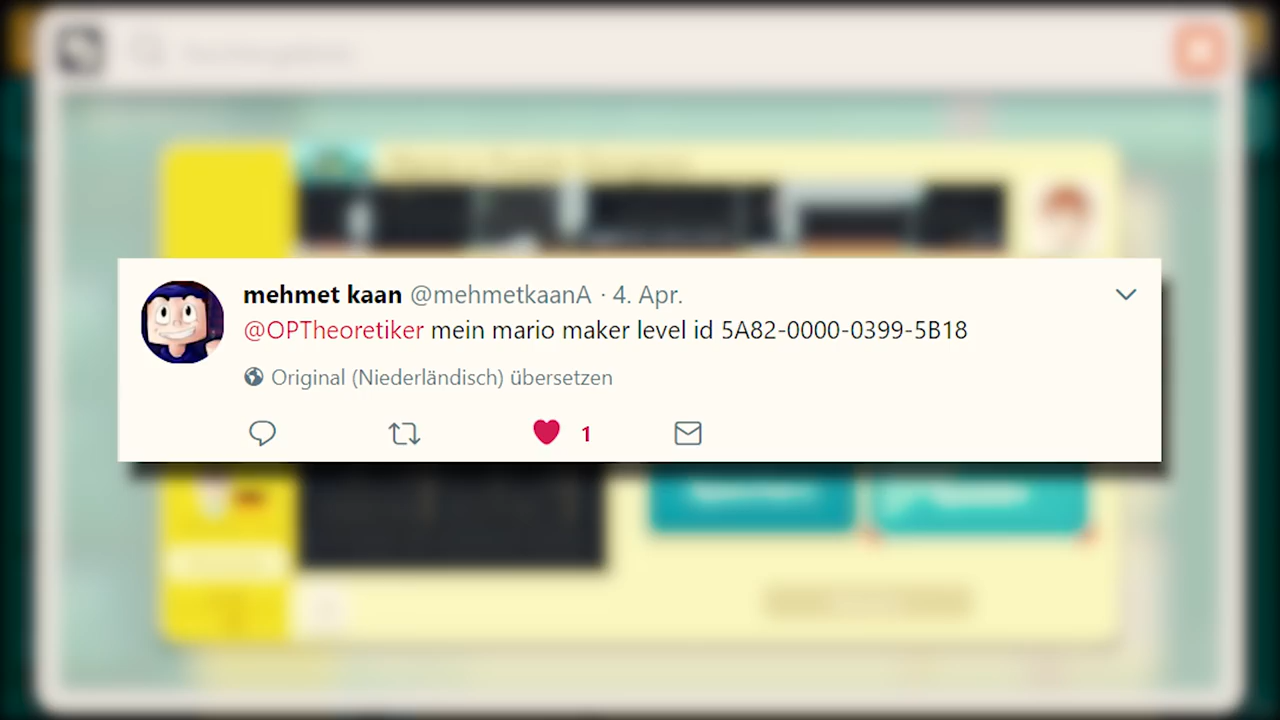 mehmet kaan @mehmetkaanA · 4. Apr.
@OPTheoretiker mein mario maker level id 5A82-0000-0399-5B18
Original (Niederländisch) übersetzen
1